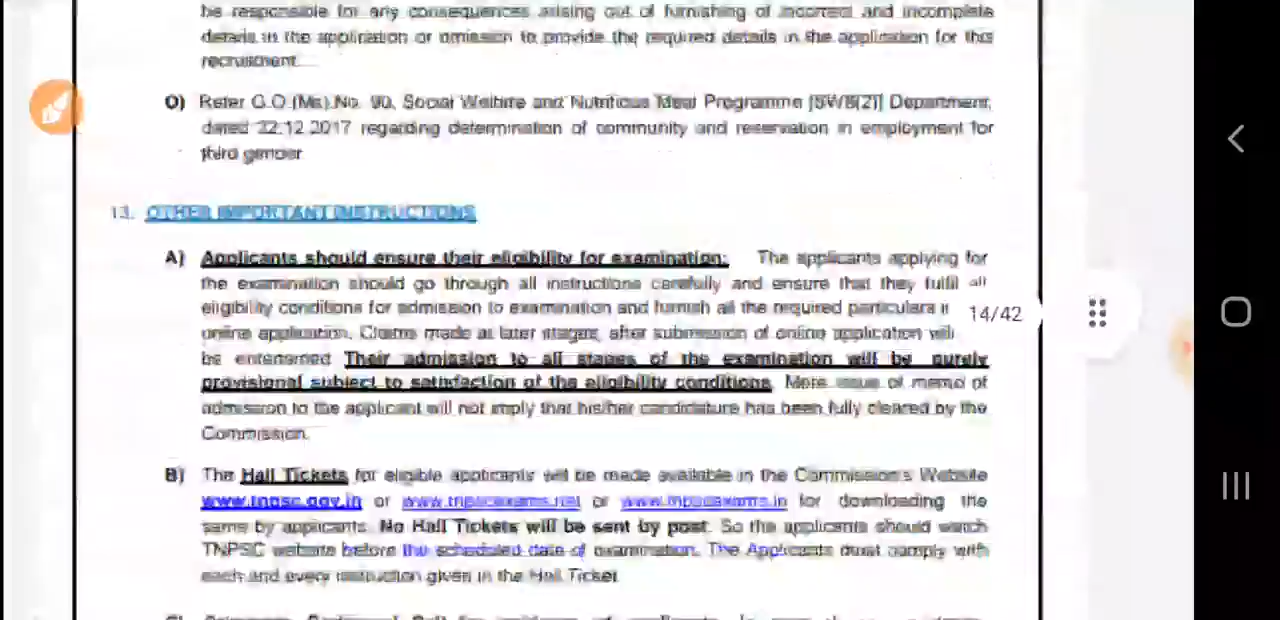 be responsible for any consequences arising out of furnishing of incorrect and incomplete
details in the application or omission to provide the required details in the application for this
recruitment.
O) Refer G.O.(Ms).No. 90, Social Welfare and Nutritious Meal Programme [SW8(2)] Department,
dated 22.12.2017 regarding determination of community and reservation in employment for
third gender
13. OTHER IMPORTANT INSTRUCTIONS
A) Applicants should ensure their eligibility for examination: The applicants applying for
the examination should go through all instructions carefully and ensure that they fulfil all
eligibility conditions for admission to examination and furnish all the required particulars i
14/42
online application. Claims made at later stages, after submission of online application will
be entertained Their admission to all stages of the examination will be purely
provisional subject to satisfaction of the eligibility conditions. Mere issue of memo of
admission to the applicant will not imply that his/her candidature has been fully cleared by the
Commission.
B) The Hall Tickets for eligible applicants will be made available in the Commission's Website
www.tnpsc.gov.in or www.tnpscexams.net or www.tnpscexams.in for downloading the
same by applicants. No Hall Tickets will be sent by post. So the applicants should watch
TNPSC website before the scheduled date of examination. The Applicants must comply with
each and every instruction given in the Hall Ticket